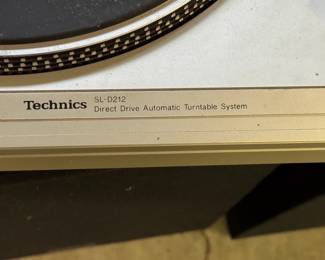 Technics SL-D212
Direct Drive Automatic Turntable System